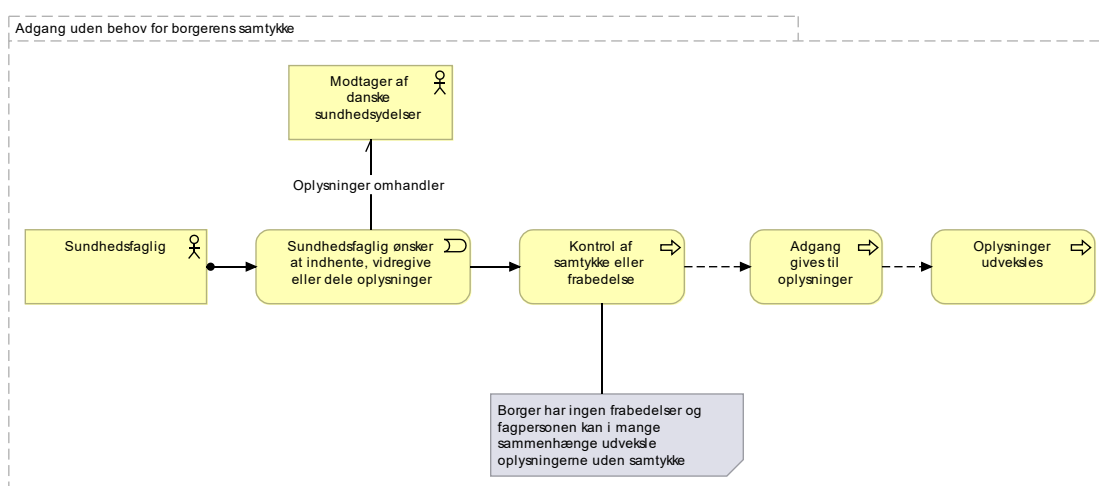 Adgang uden behov for borgerens samtykke
Modtager af
danske
sundhedsydelser
Oplysninger omhandler
Sundhedsfaglig
Sundhedsfaglig ønsker
at indhente, vidregive
eller dele oplysninger
Kontrol af
samtykke eller
frabedelse
Adgang
gives til
oplysninger
Oplysninger
udveksles
Borger har ingen frabedelser og
fagpersonen kan i mange
sammenhænge udveksle
oplysningerne uden samtykke